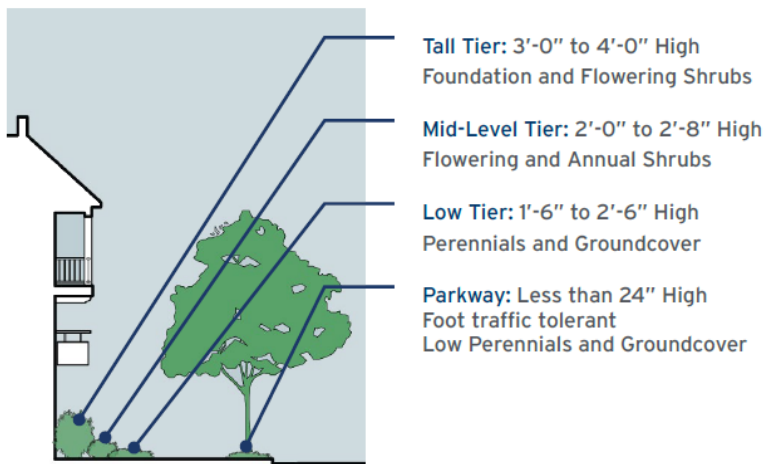 Tall Tier: 3’-0” to 4’-0” High
Foundation and Flowering Shrubs
Mid-Level Tier: 2’-0” to 2’-8” High
Flowering and Annual Shrubs
Low Tier: 1’-6” to 2’-6” High
Perennials and Groundcover
Parkway: Less than 24” High
Foot traffic tolerant
Low Perennials and Groundcover